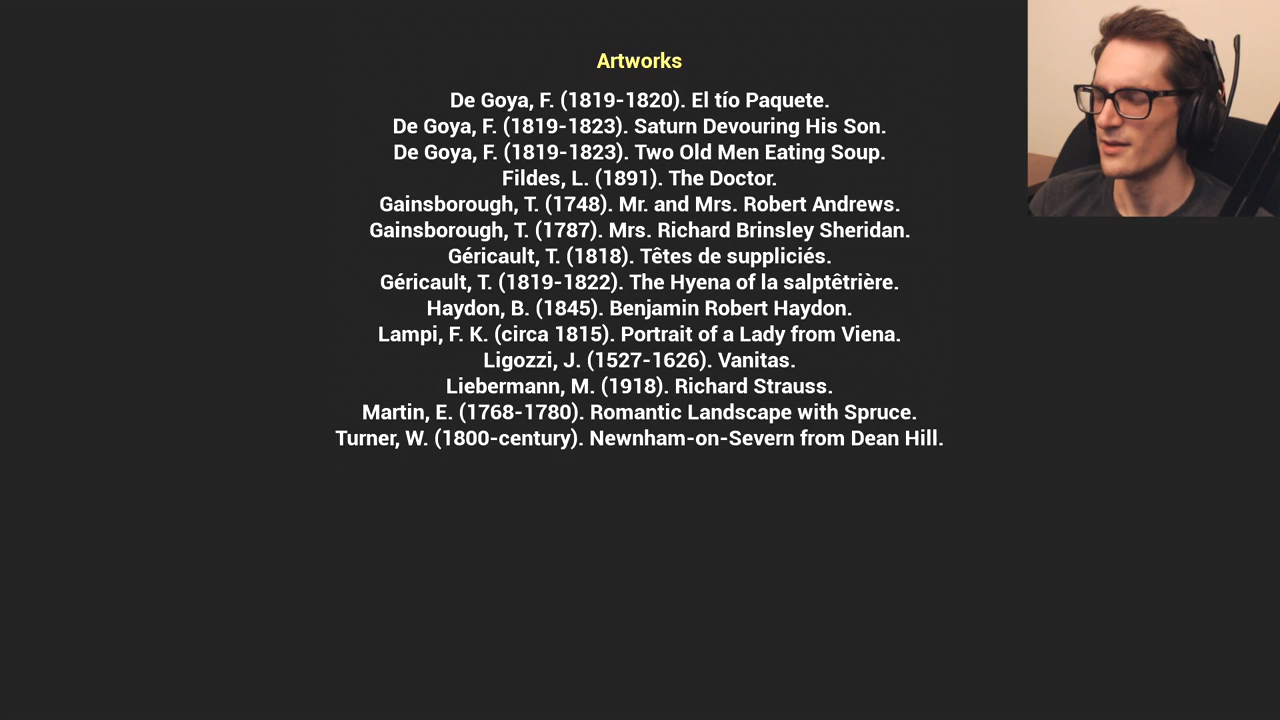 Artworks
De Goya, F. (1819-1820). El tío Paquete.
De Goya, F. (1819-1823). Saturn Devouring His Son.
De Goya, F. (1819-1823). Two Old Men Eating Soup.
Fildes, L. (1891). The Doctor.
Gainsborough, T. (1748). Mr. and Mrs. Robert Andrews.
Gainsborough, T. (1787). Mrs. Richard Brinsley Sheridan.
Géricault, T. (1818). Têtes de suppliciés.
Géricault, T. (1819-1822). The Hyena of la salptêtrière.
Haydon, B. (1845). Benjamin Robert Haydon.
Lampi, F. K. (circa 1815). Portrait of a Lady from Viena.
Ligozzi, J. (1527-1626). Vanitas.
Liebermann, M. (1918). Richard Strauss.
Martin, E. (1768-1780). Romantic Landscape with Spruce.
Turner, W. (1800-century). Newnham-on-Severn from Dean Hill.